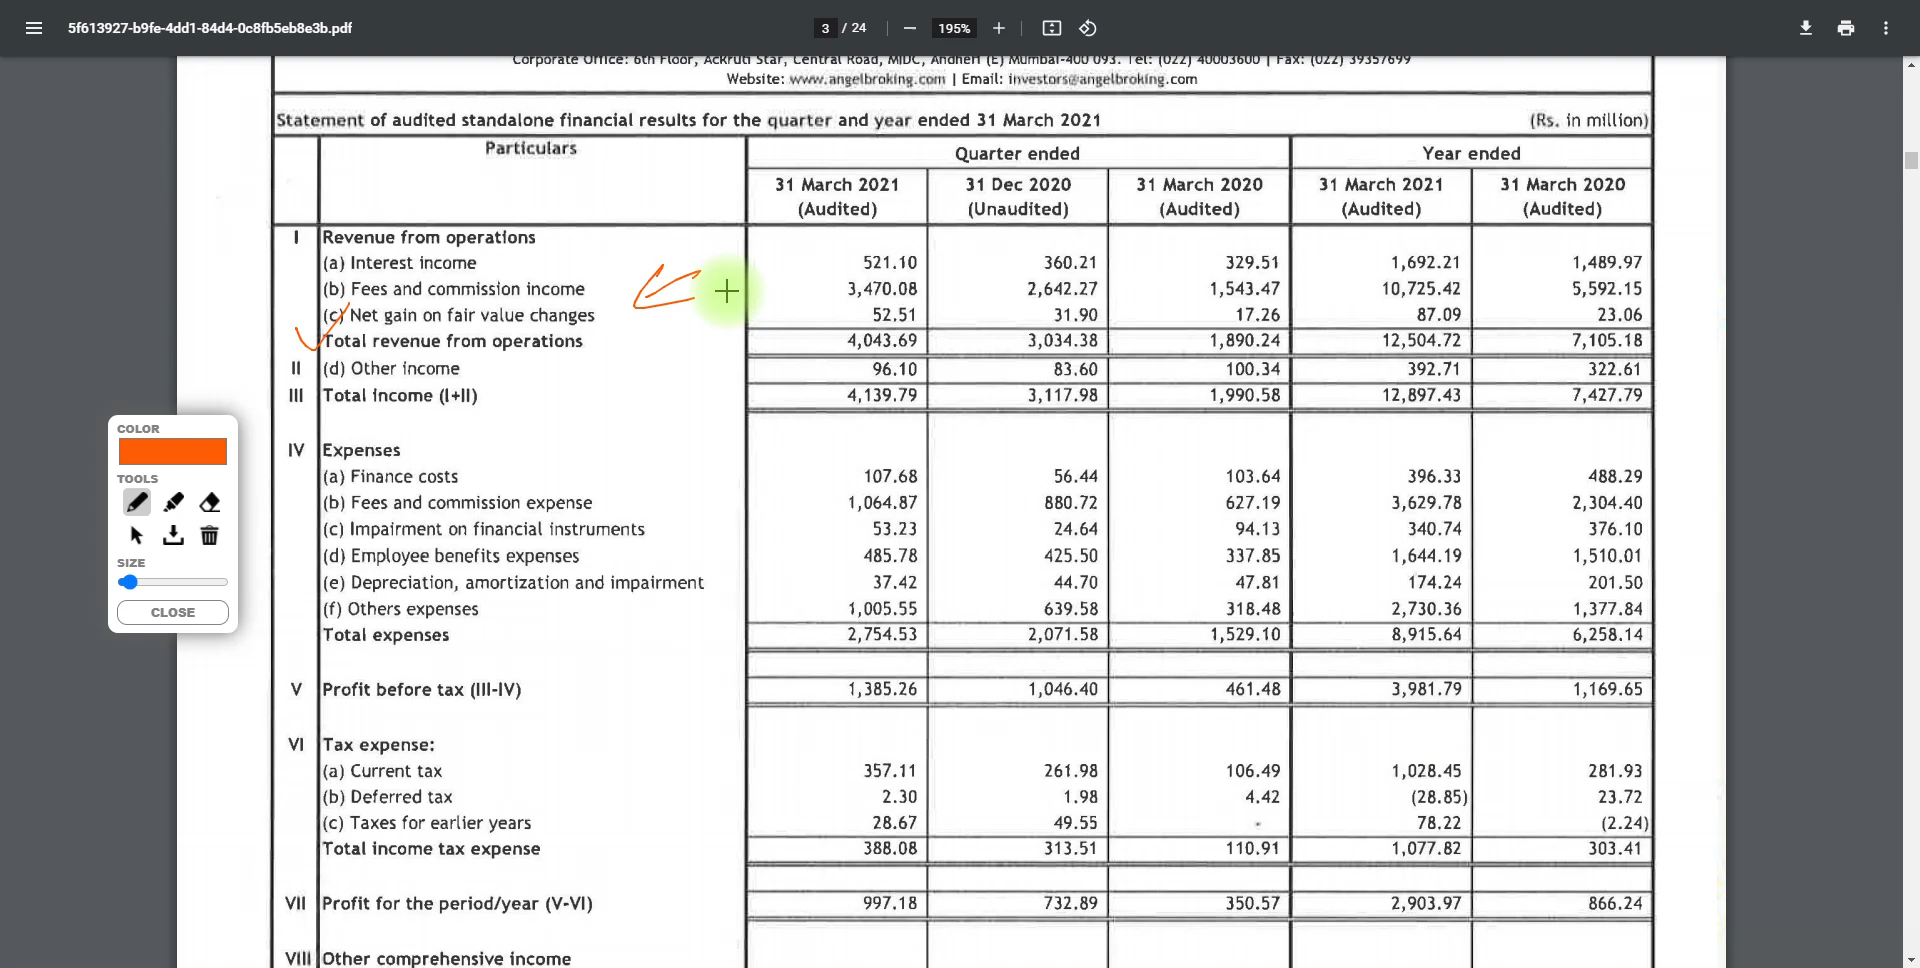 5f613927-b9fe-4dd1-84d4-0c8fb5eb8e3b.pdf
3 / 24
195%
Corporate Office: 6th Floor, Ackruti Star, Central Road, MIDC, Andheri (E) Mumbai-400 093. Tel: (022) 40003600 | Fax: (022) 39357699
Website: www.angelbroking.com | Email: investors@angelbroking.com
Statement of audited standalone financial results for the quarter and year ended 31 March 2021 (Rs. in million)
Particulars Quarter ended Year ended
31 March 2021 31 Dec 2020 31 March 2020 31 March 2021 31 March 2020
(Audited) (Unaudited) (Audited) (Audited) (Audited)
I Revenue from operations
(a) Interest income 521.10 360.21 329.51 1,692.21 1,489.97
(b) Fees and commission income 3,470.08 2,642.27 1,543.47 10,725.42 5,592.15
(c) Net gain on fair value changes 52.51 31.90 17.26 87.09 23.06
Total revenue from operations 4,043.69 3,034.38 1,890.24 12,504.72 7,105.18
II (d) Other income 96.10 83.60 100.34 392.71 322.61
III Total income (I+II) 4,139.79 3,117.98 1,990.58 12,897.43 7,427.79
IV Expenses
(a) Finance costs 107.68 56.44 103.64 396.33 488.29
(b) Fees and commission expense 1,064.87 880.72 627.19 3,629.78 2,304.40
(c) Impairment on financial instruments 53.23 24.64 94.13 340.74 376.10
(d) Employee benefits expenses 485.78 425.50 337.85 1,644.19 1,510.01
(e) Depreciation, amortization and impairment 37.42 44.70 47.81 174.24 201.50
(f) Others expenses 1,005.55 639.58 318.48 2,730.36 1,377.84
Total expenses 2,754.53 2,071.58 1,529.10 8,915.64 6,258.14
V Profit before tax (III-IV) 1,385.26 1,046.40 461.48 3,981.79 1,169.65
VI Tax expense:
(a) Current tax 357.11 261.98 106.49 1,028.45 281.93
(b) Deferred tax 2.30 1.98 4.42 (28.85) 23.72
(c) Taxes for earlier years 28.67 49.55 - 78.22 (2.24)
Total income tax expense 388.08 313.51 110.91 1,077.82 303.41
VII Profit for the period/year (V-VI) 997.18 732.89 350.57 2,903.97 866.24
VIII Other comprehensive income
COLOR
TOOLS
SIZE
CLOSE